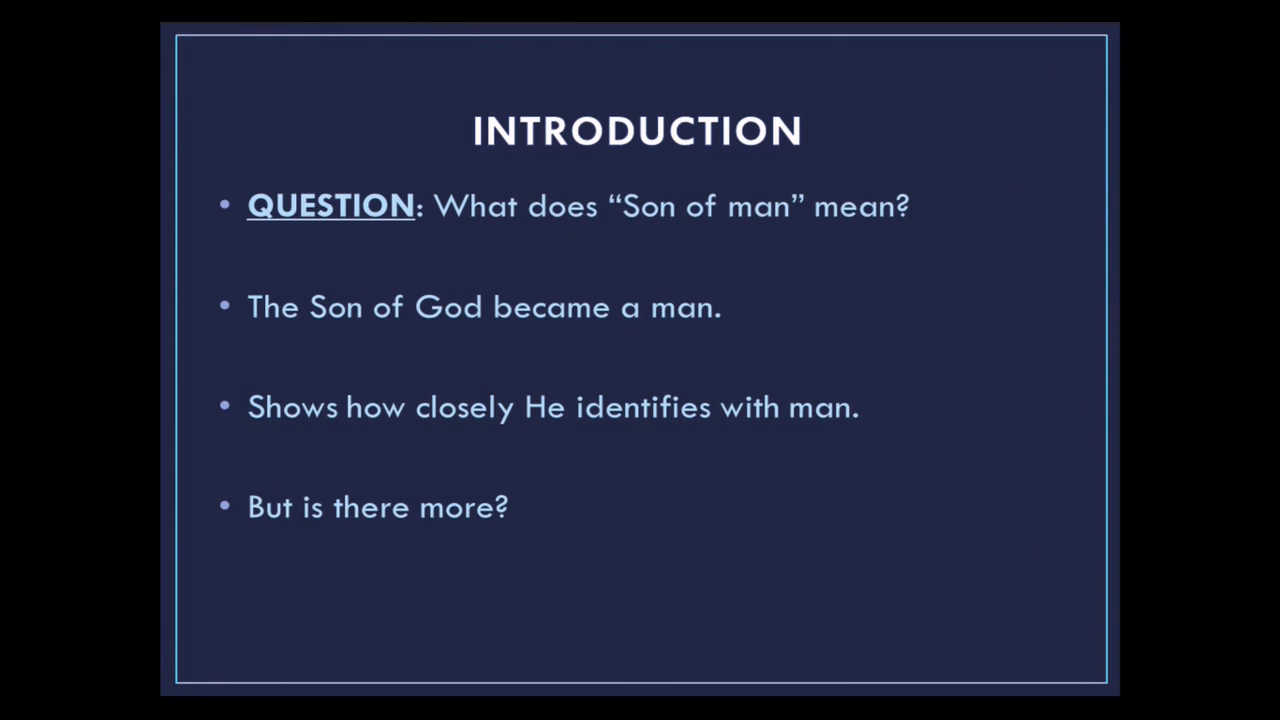 INTRODUCTION
• QUESTION: What does “Son of man” mean?
• The Son of God became a man.
• Shows how closely He identifies with man.
• But is there more?